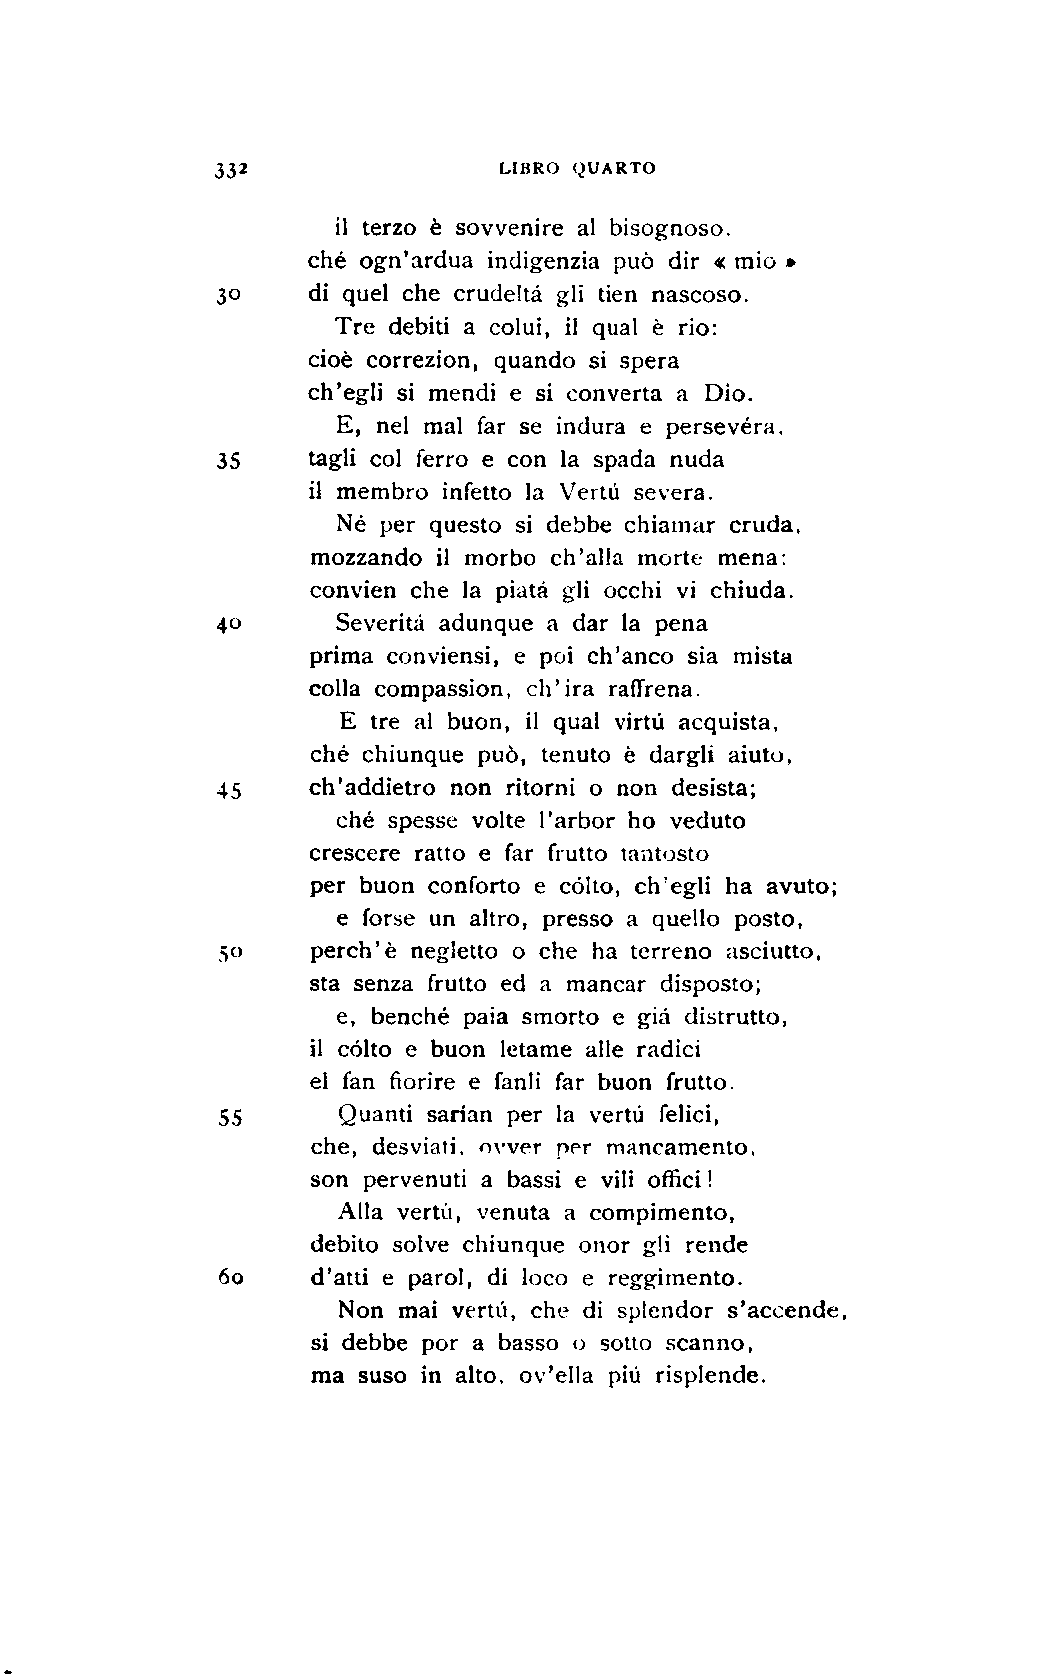 332 LIBRO QUARTO
il terzo è sovvenire al bisognoso.
ché ogn'ardua indigenzia può dir « mio »
30 di quel che crudeltá gli tien nascoso.
Tre debiti a colui, il qual è rio:
cioè correzion, quando si spera
ch'egli si mendi e si converta a Dio.
E, nel mal far se indura e persevéra,
35 tagli col ferro e con la spada nuda
il membro infetto la Vertú severa.
Né per questo si debbe chiamar cruda,
mozzando il morbo ch'alla morte mena:
convien che la piatá gli occhi vi chiuda.
40 Severitá adunque a dar la pena
prima conviensi, e poi ch'anco sia mista
colla compassion, ch'ira raffrena.
E tre al buon, il qual virtú acquista,
ché chiunque può, tenuto è dargli aiuto,
45 ch'addietro non ritorni o non desista;
ché spesse volte l'arbor ho veduto
crescere ratto e far frutto tantosto
per buon conforto e cólto, ch'egli ha avuto;
e forse un altro, presso a quello posto,
50 perch'è negletto o che ha terreno asciutto,
sta senza frutto ed a mancar disposto;
e, benché paia smorto e giá distrutto,
il cólto e buon letame alle radici
el fan fiorire e fanli far buon frutto.
55 Quanti sarían per la vertú felici,
che, desviati, ovver per mancamento,
son pervenuti a bassi e vili offici!
Alla vertú, venuta a compimento,
debito solve chiunque onor gli rende
60 d'atti e parol, di loco e reggimento.
Non mai vertú, che di splendor s'accende,
si debbe por a basso o sotto scanno,
ma suso in alto, ov'ella piú risplende.